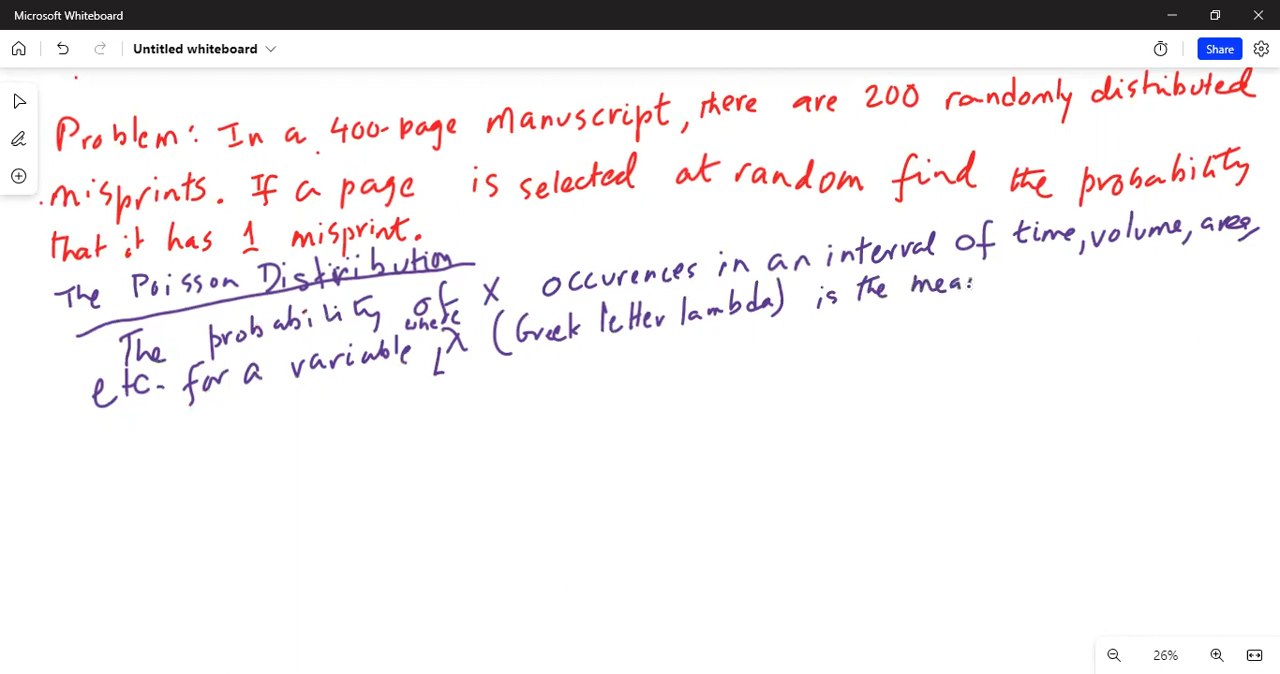 Microsoft Whiteboard
Untitled whiteboard
Share
Problem: In a 400-page manuscript, there are 200 randomly distributed
misprints. If a page is selected at random find the probability
that it has 1 misprint.
The Poisson Distribution
The probability of X occurences in an interval of time, volume, area,
etc. for a variable where λ (Greek letter lambda) is the mea
26%